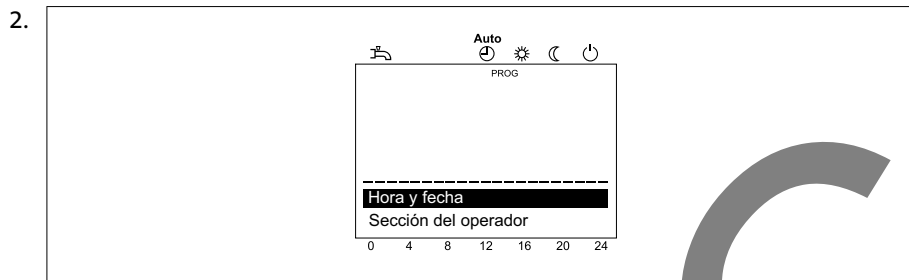 2.
Auto
PROG
Hora y fecha
Sección del operador
0 4 8 12 16 20 24